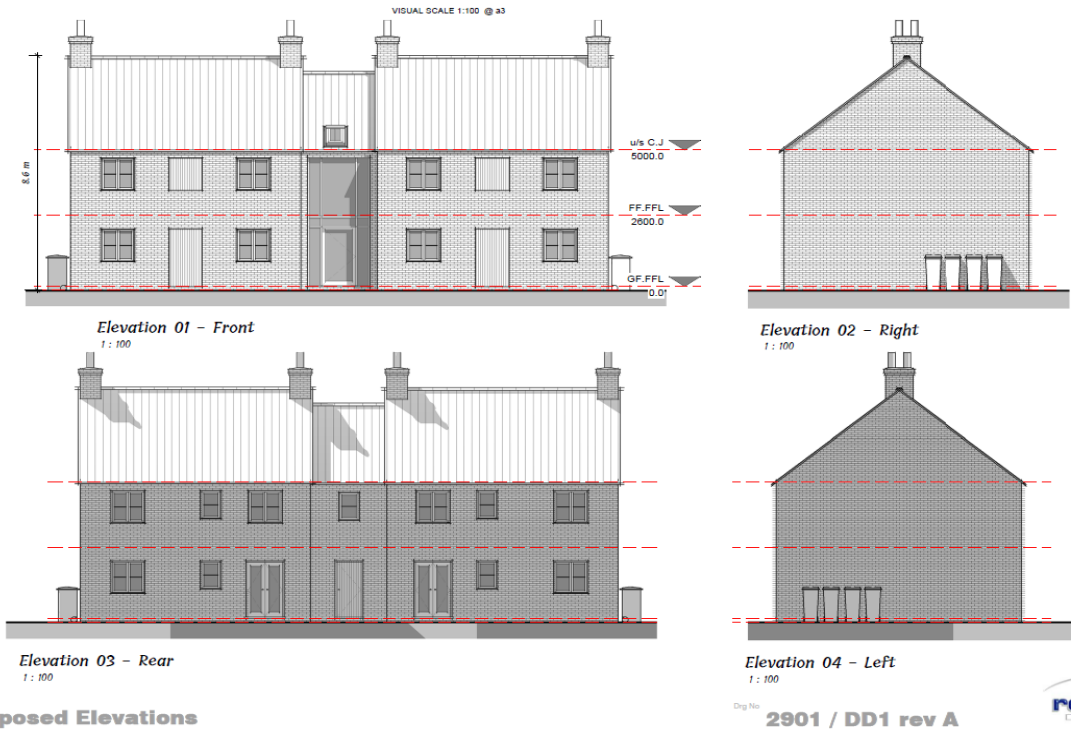 VISUAL SCALE 1:100 @ a3
8.6 m
u/s C.J
5000.0
FF.FFL
2600.0
GF.FFL
0.0
Elevation 01 - Front
1 : 100
Elevation 02 - Right
1 : 100
Elevation 03 - Rear
1 : 100
Elevation 04 - Left
1 : 100
posed Elevations
Drg No
2901 / DD1 rev A